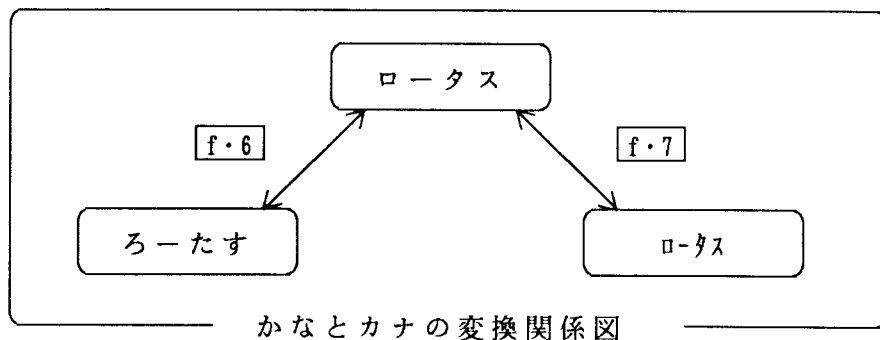 ロータス
f・6
f・7
ろーたす
ﾛｰﾀｽ
かなとカナの変換関係図